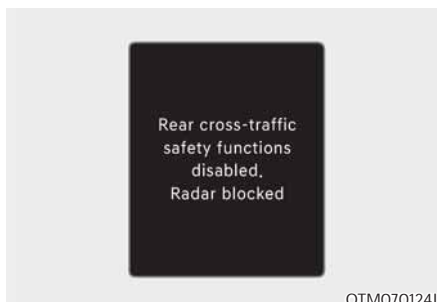 Rear cross-traffic
safety functions
disabled.
Radar blocked
OTM070124L